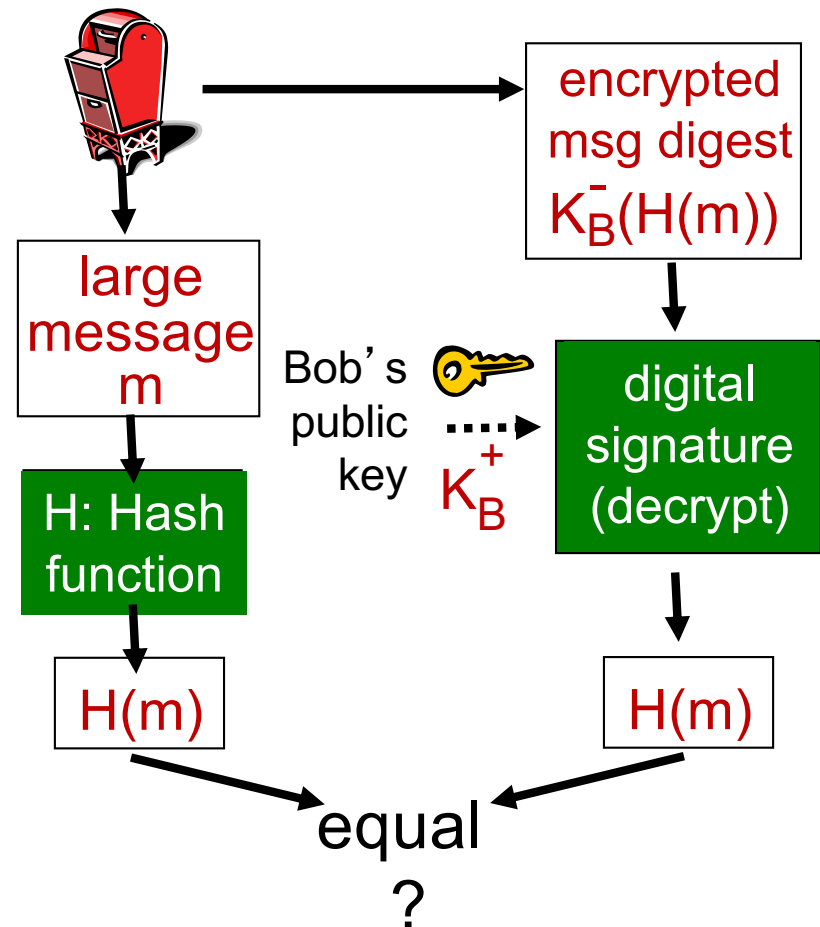 encrypted
msg digest
K_B^-(H(m))
large
message
m
Bob's
public
key
K_B^+
digital
signature
(decrypt)
H: Hash
function
H(m)
H(m)
equal
?